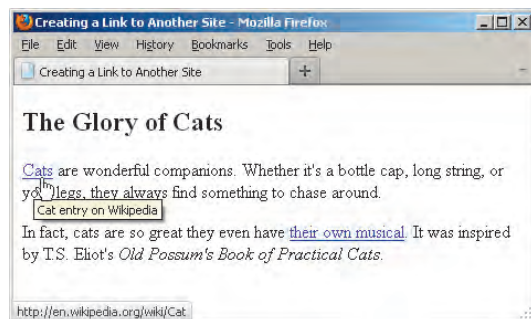 Creating a Link to Another Site - Mozilla Firefox
File Edit View History Bookmarks Tools Help
Creating a Link to Another Site
The Glory of Cats
Cats are wonderful companions. Whether it's a bottle cap, long string, or
legs, they always find something to chase around.
Cat entry on Wikipedia
In fact, cats are so great they even have their own musical. It was inspired
by T.S. Eliot's Old Possum's Book of Practical Cats.
http://en.wikipedia.org/wiki/Cat